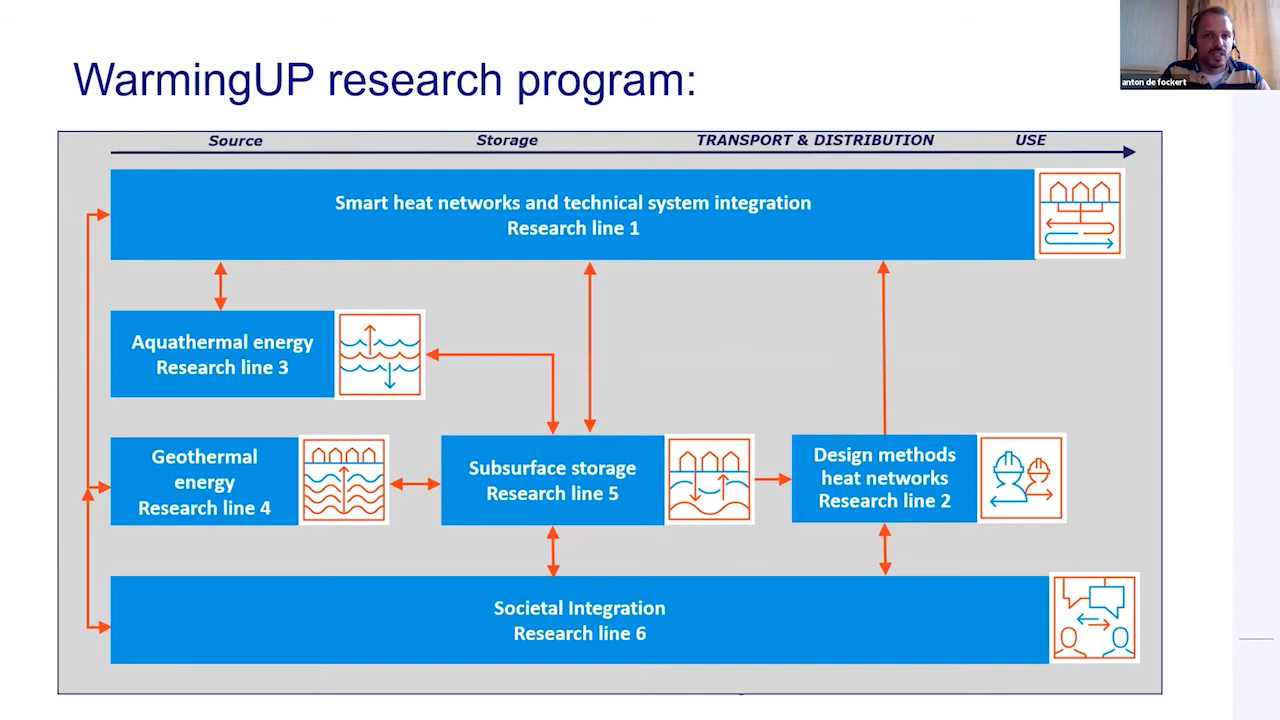 WarmingUP research program:
anton de fockert
Source Storage TRANSPORT & DISTRIBUTION USE
Smart heat networks and technical system integration
Research line 1
Aquathermal energy
Research line 3
Geothermal
energy
Research line 4
Subsurface storage
Research line 5
Design methods
heat networks
Research line 2
Societal Integration
Research line 6